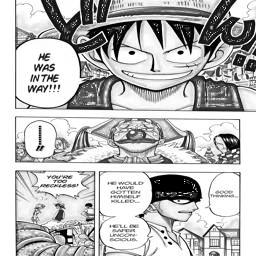 HE
WAS
IN THE
WAY!!!
!!
YOU'RE
TOO
RECKLESS!
HE WOULD
HAVE
GOTTEN
HIMSELF
KILLED...
HE'LL BE
SAFER
UNCON-
SCIOUS.
GOOD
THINKING...